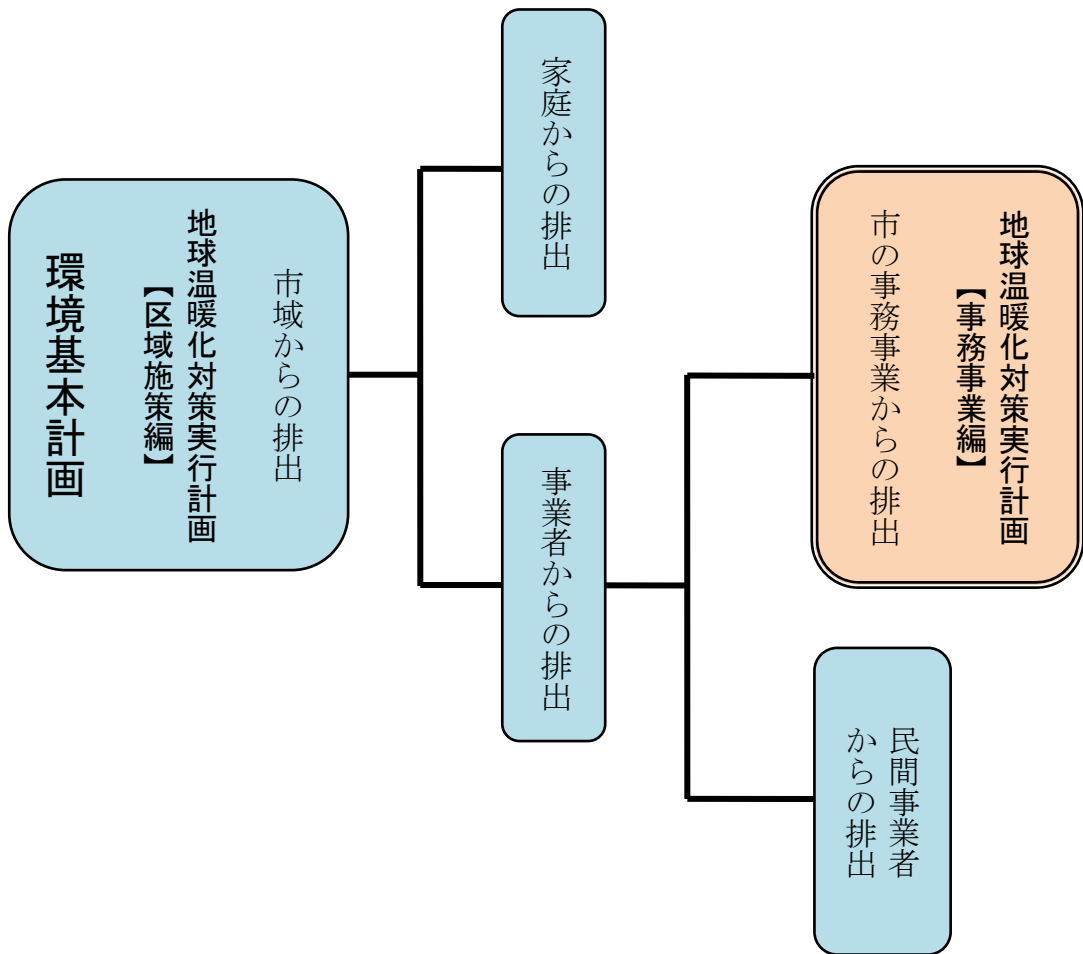 市域からの排出
地球温暖化対策実行計画
【区域施策編】
環境基本計画
家庭からの排出
事業者からの排出
地球温暖化対策実行計画
【事務事業編】
市の事務事業からの排出
民間事業者
からの排出